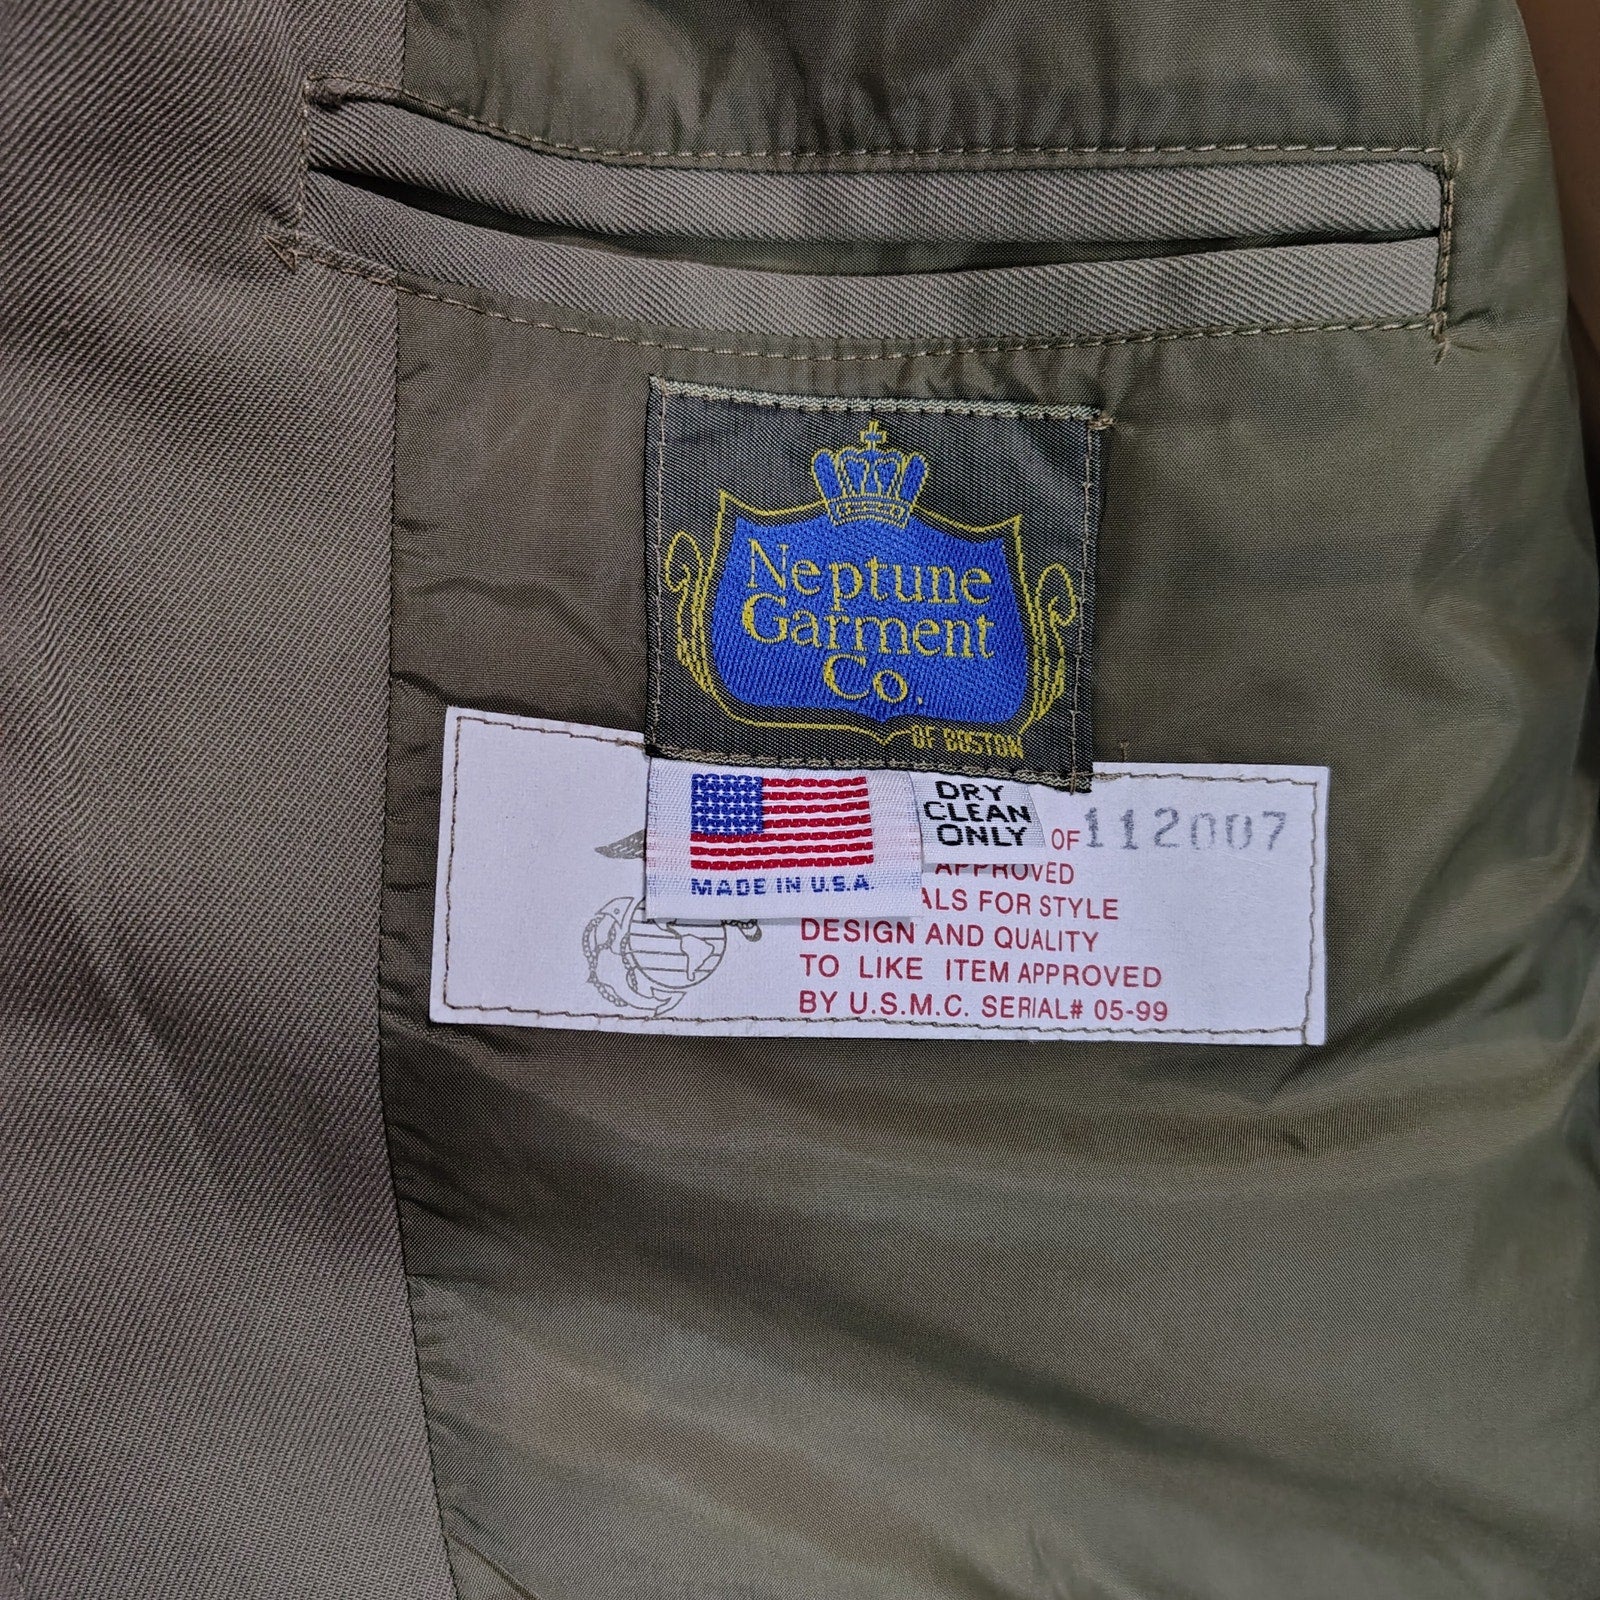 Neptune
Garment
Co.
OF BOSTON
MADE IN U.S.A.
DRY
CLEAN
ONLY
OF 112007
APPROVED
ALS FOR STYLE
DESIGN AND QUALITY
TO LIKE ITEM APPROVED
BY U.S.M.C. SERIAL# 05-99